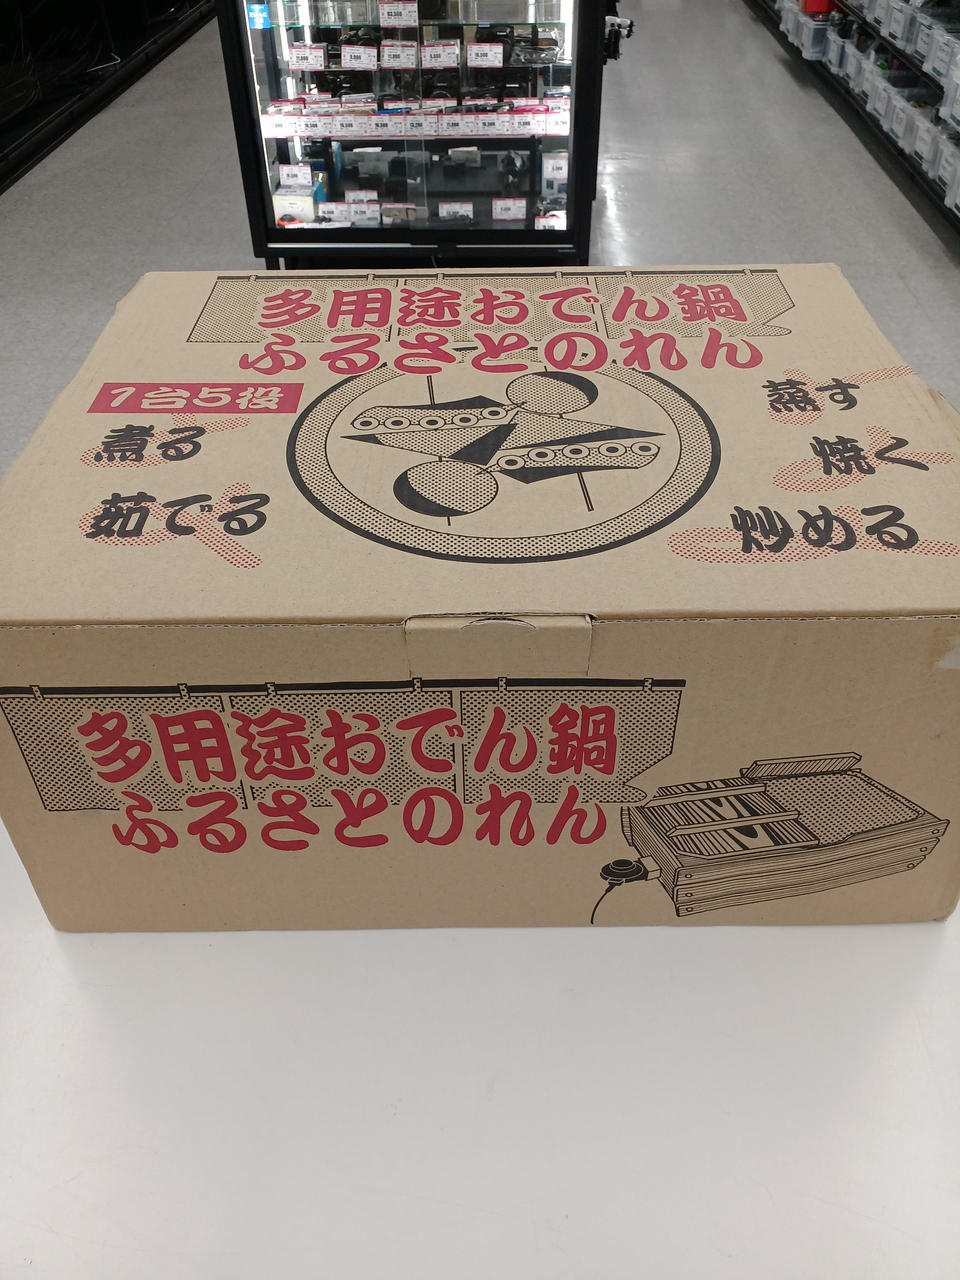 多用途おでん鍋
ふるさとのれん
1台5役
煮る
茹でる
蒸す
焼く
炒める
多用途おでん鍋
ふるさとのれん